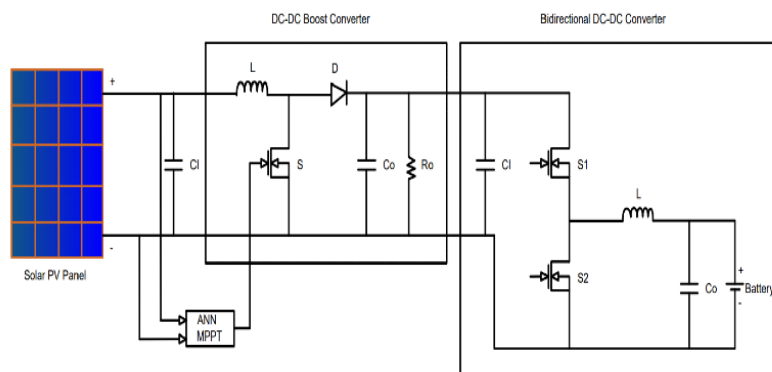 DC-DC Boost Converter
Bidirectional DC-DC Converter
+
L
D
CI
S
Co
Ro
CI
S1
L
-
Solar PV Panel
S2
Co
+
Battery
-
ANN
MPPT